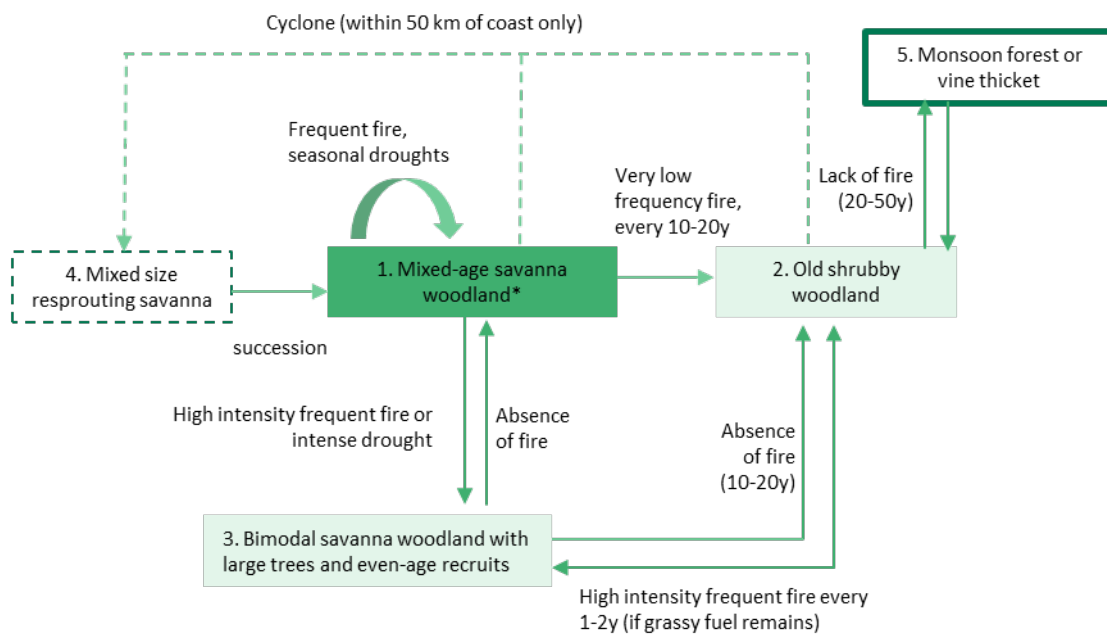 Cyclone (within 50 km of coast only)
5. Monsoon forest or
vine thicket
Frequent fire,
seasonal droughts
Very low
frequency fire,
every 10-20y
Lack of fire
(20-50y)
4. Mixed size
resprouting savanna
1. Mixed-age savanna
woodland*
2. Old shrubby
woodland
succession
High intensity frequent fire or
intense drought
Absence
of fire
Absence
of fire
(10-20y)
3. Bimodal savanna woodland with
large trees and even-age recruits
High intensity frequent fire every
1-2y (if grassy fuel remains)